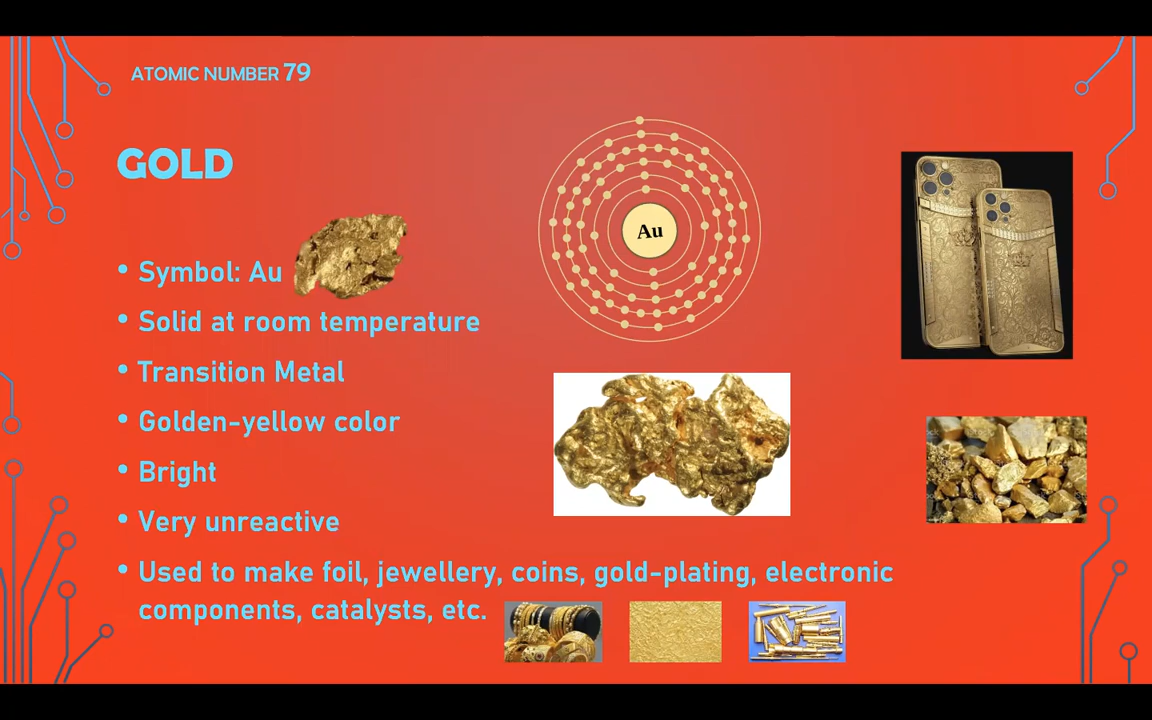 ATOMIC NUMBER 79
GOLD
Au
• Symbol: Au
• Solid at room temperature
• Transition Metal
• Golden-yellow color
• Bright
• Very unreactive
• Used to make foil, jewellery, coins, gold-plating, electronic
components, catalysts, etc.